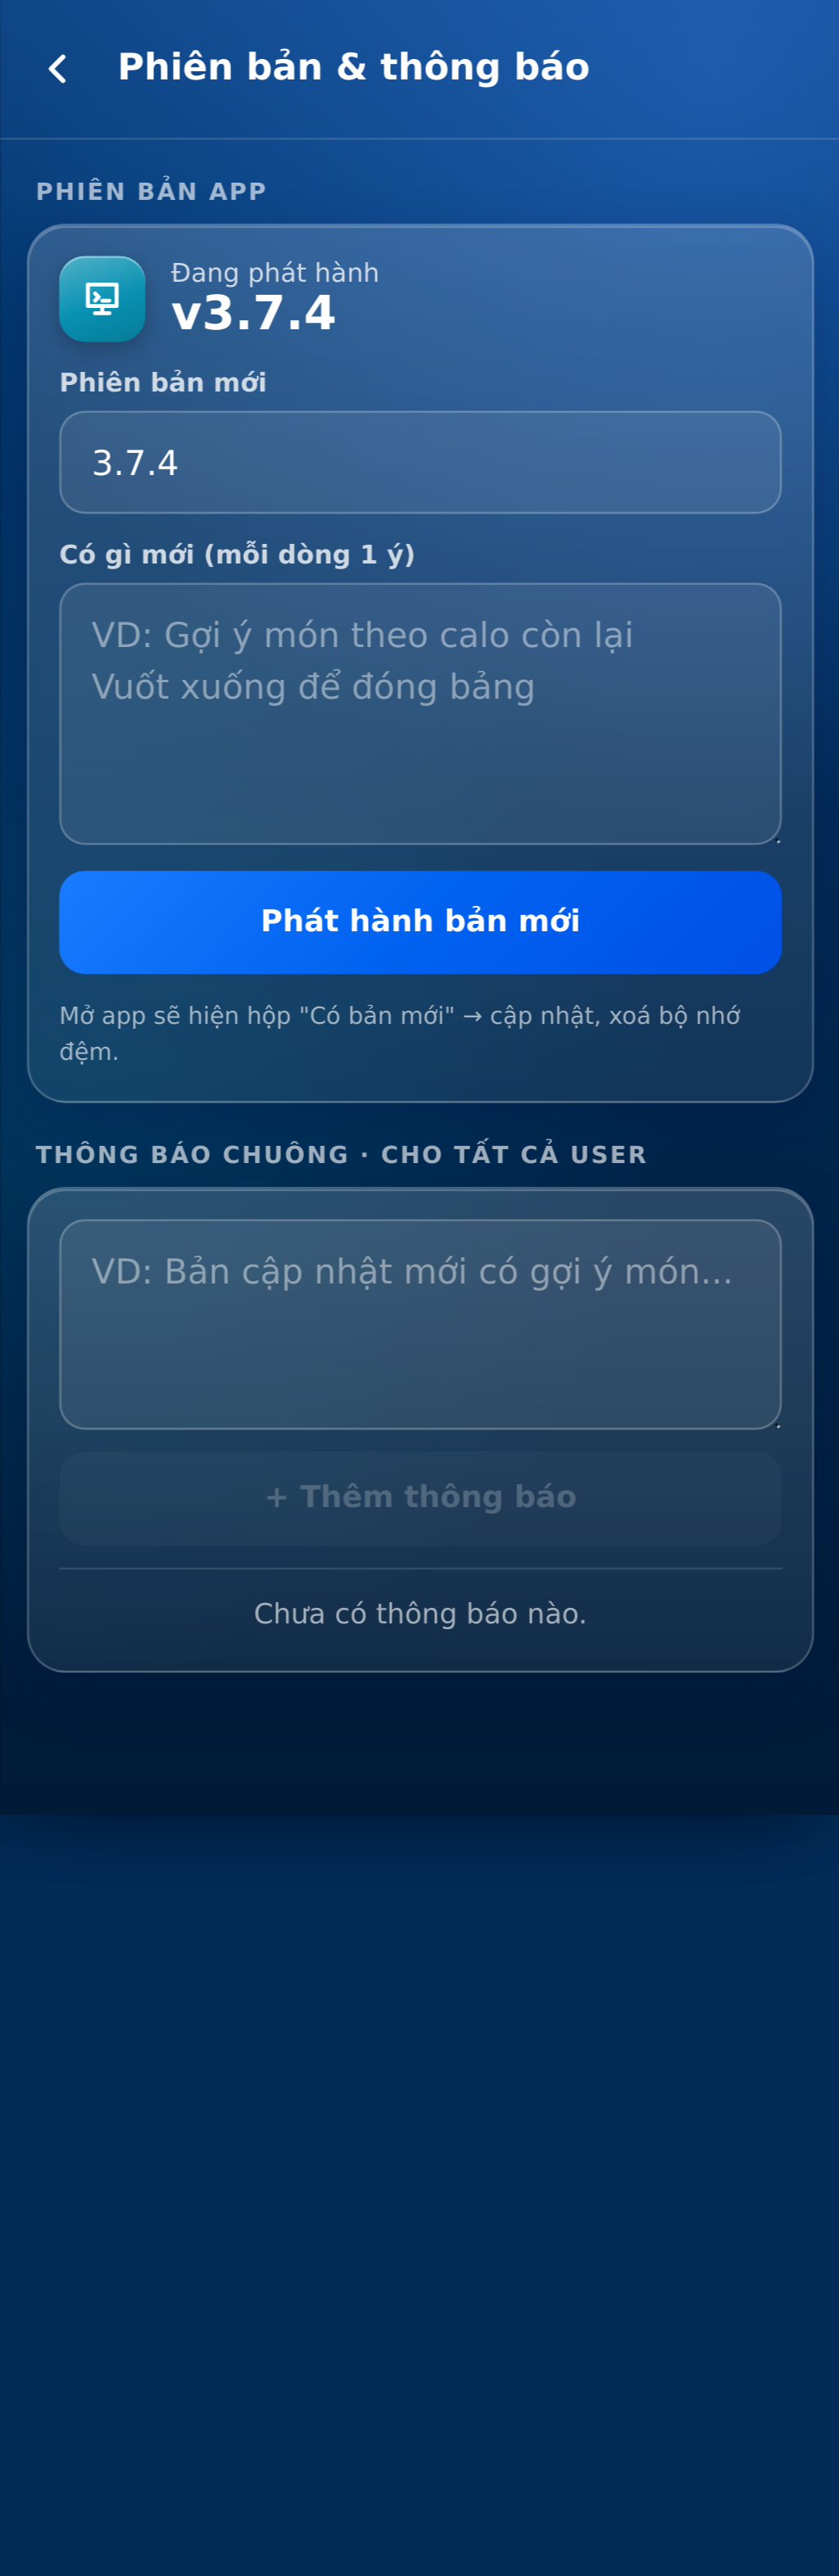 Phiên bản & thông báo
PHIÊN BẢN APP
Đang phát hành
v3.7.4
Phiên bản mới
3.7.4
Có gì mới (mỗi dòng 1 ý)
VD: Gợi ý món theo calo còn lại
Vuốt xuống để đóng bảng
Phát hành bản mới
Mở app sẽ hiện hộp "Có bản mới" → cập nhật, xoá bộ nhớ
đệm.
THÔNG BÁO CHUÔNG · CHO TẤT CẢ USER
VD: Bản cập nhật mới có gợi ý món...
+ Thêm thông báo
Chưa có thông báo nào.